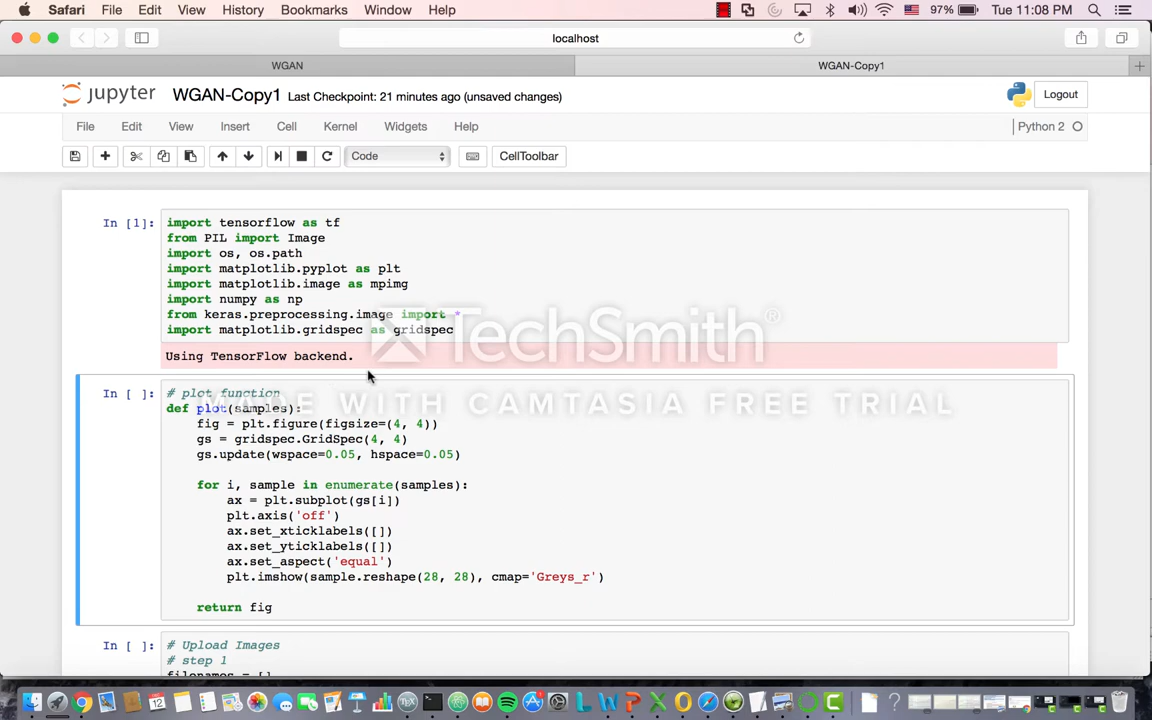 Safari File Edit View History Bookmarks Window Help 97% Tue 11:08 PM
localhost
WGAN WGAN-Copy1 +
jupyter WGAN-Copy1 Last Checkpoint: 21 minutes ago (unsaved changes) Logout
File Edit View Insert Cell Kernel Widgets Help Python 2
Code CellToolbar
In [1]: import tensorflow as tf
from PIL import Image
import os, os.path
import matplotlib.pyplot as plt
import matplotlib.image as mpimg
import numpy as np
from keras.preprocessing.image import *
import matplotlib.gridspec as gridspec
TechSmith®
Using TensorFlow backend.
MADE WITH CAMTASIA FREE TRIAL
In [ ]: # plot function
def plot(samples):
fig = plt.figure(figsize=(4, 4))
gs = gridspec.GridSpec(4, 4)
gs.update(wspace=0.05, hspace=0.05)
for i, sample in enumerate(samples):
ax = plt.subplot(gs[i])
plt.axis('off')
ax.set_xticklabels([])
ax.set_yticklabels([])
ax.set_aspect('equal')
plt.imshow(sample.reshape(28, 28), cmap='Greys_r')
return fig
In [ ]: # Upload Images
# step 1
filenames = []